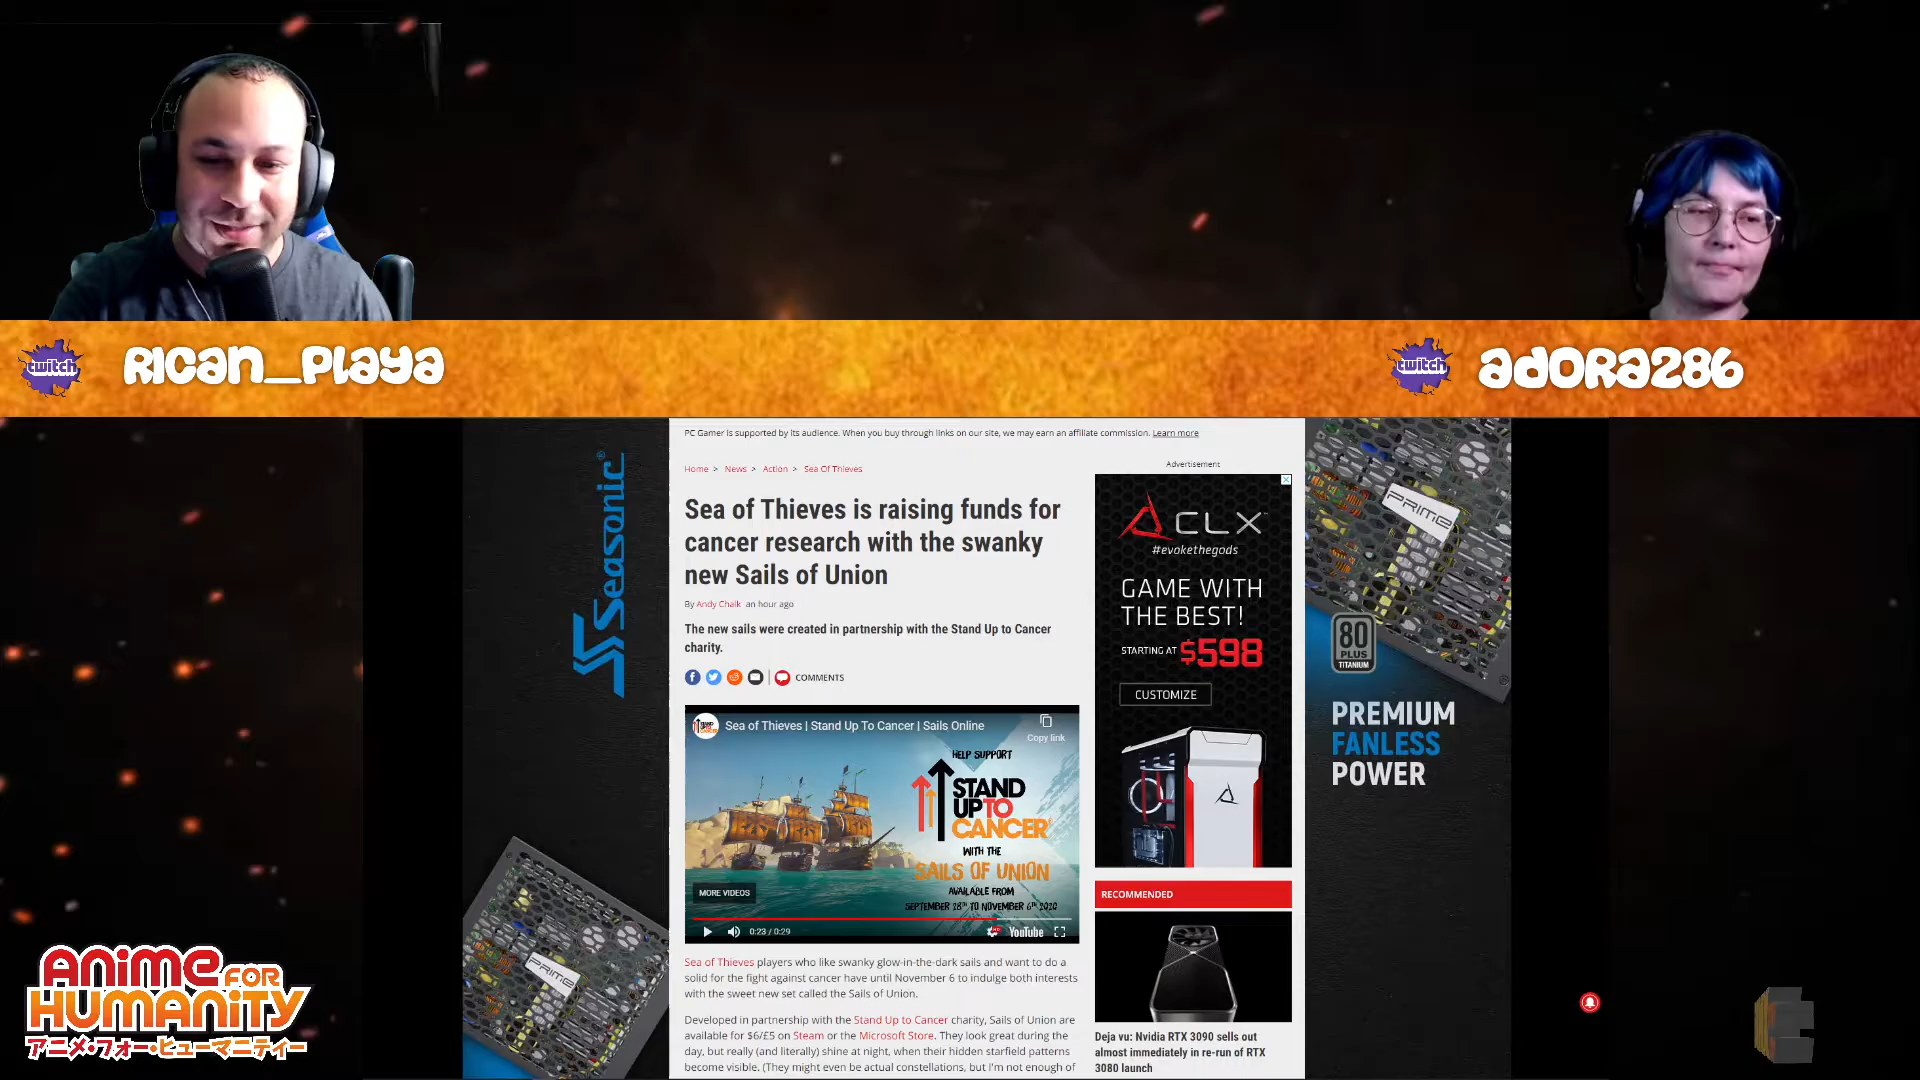 twitch
Rican_Playa
twitch
adora286
Seasonic®
PC Gamer is supported by its audience. When you buy through links on our site, we may earn an affiliate commission. Learn more
Home > News > Action > Sea Of Thieves
Sea of Thieves is raising funds for
cancer research with the swanky
new Sails of Union
By Andy Chalk an hour ago
The new sails were created in partnership with the Stand Up to Cancer
charity.
COMMENTS
Sea of Thieves | Stand Up To Cancer | Sails Online
Copy link
HELP SUPPORT
STAND
UP TO
CANCER
WITH THE
SAILS OF UNION
AVAILABLE FROM
SEPTEMBER 28TH TO NOVEMBER 6TH 2020
MORE VIDEOS
0:23 / 0:29
HD
YouTube
Sea of Thieves players who like swanky glow-in-the-dark sails and want to do a
solid for the fight against cancer have until November 6 to indulge both interests
with the sweet new set called the Sails of Union.
Developed in partnership with the Stand Up to Cancer charity, Sails of Union are
available for $6/£5 on Steam or the Microsoft Store. They look great during the
day, but really (and literally) shine at night, when their hidden starfield patterns
become visible. (They might even be actual constellations, but I'm not enough of
Advertisement
CLX
#evokethegods
GAME WITH
THE BEST!
STARTING AT $598
CUSTOMIZE
RECOMMENDED
Deja vu: Nvidia RTX 3090 sells out
almost immediately in re-run of RTX
3080 launch
PRIME
80
PLUS
TITANIUM
PREMIUM
FANLESS
POWER
PRIME
Anime FOR
Humanity
アニメ・フォー・ヒューマニティー